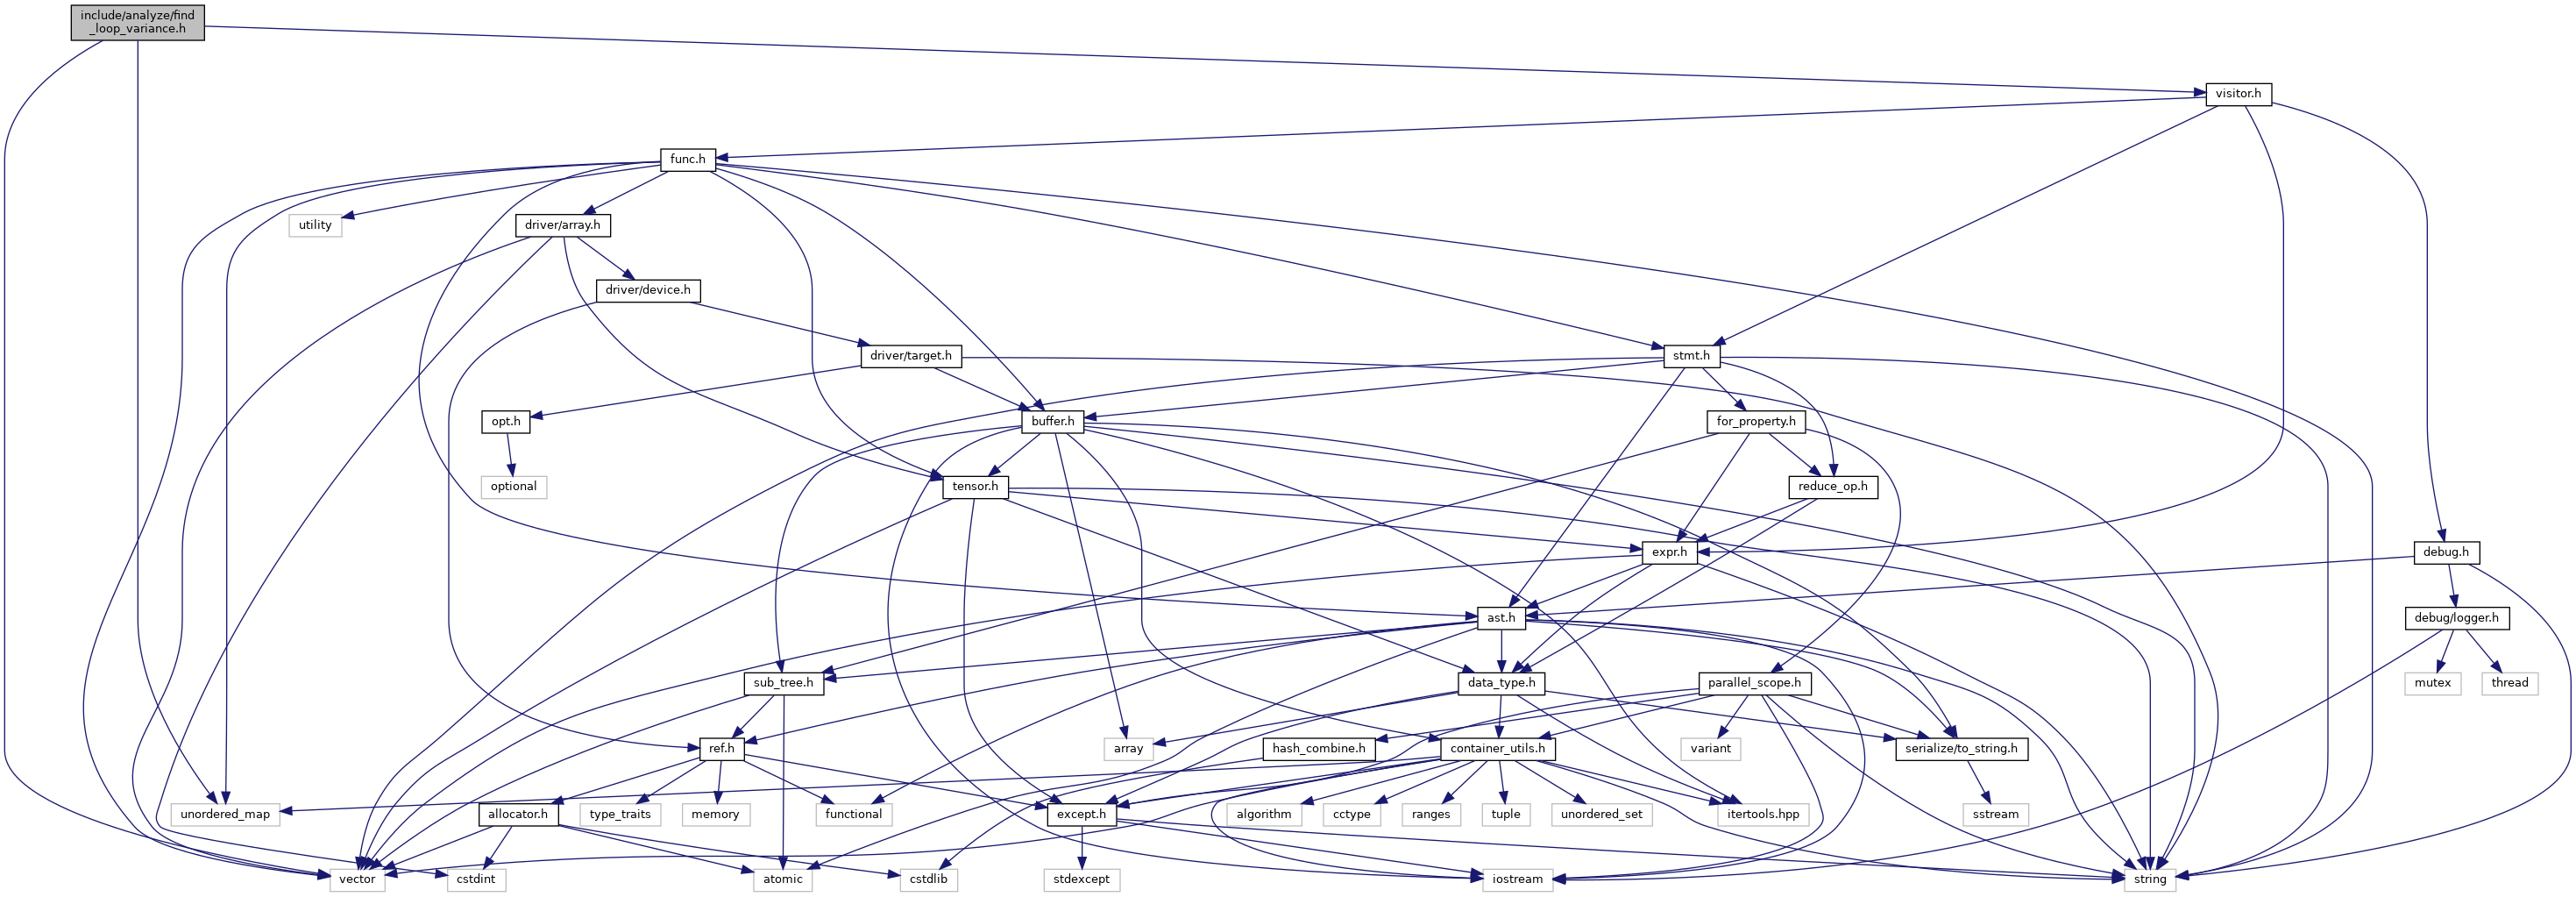 include/analyze/find
_loop_variance.h
visitor.h
func.h
utility
driver/array.h
driver/device.h
driver/target.h
stmt.h
opt.h
buffer.h
for_property.h
optional
tensor.h
reduce_op.h
expr.h
debug.h
ast.h
debug/logger.h
sub_tree.h
data_type.h
parallel_scope.h
mutex
thread
ref.h
array
hash_combine.h
container_utils.h
variant
serialize/to_string.h
unordered_map
allocator.h
type_traits
memory
functional
except.h
algorithm
cctype
ranges
tuple
unordered_set
itertools.hpp
sstream
vector
cstdint
atomic
cstdlib
stdexcept
iostream
string